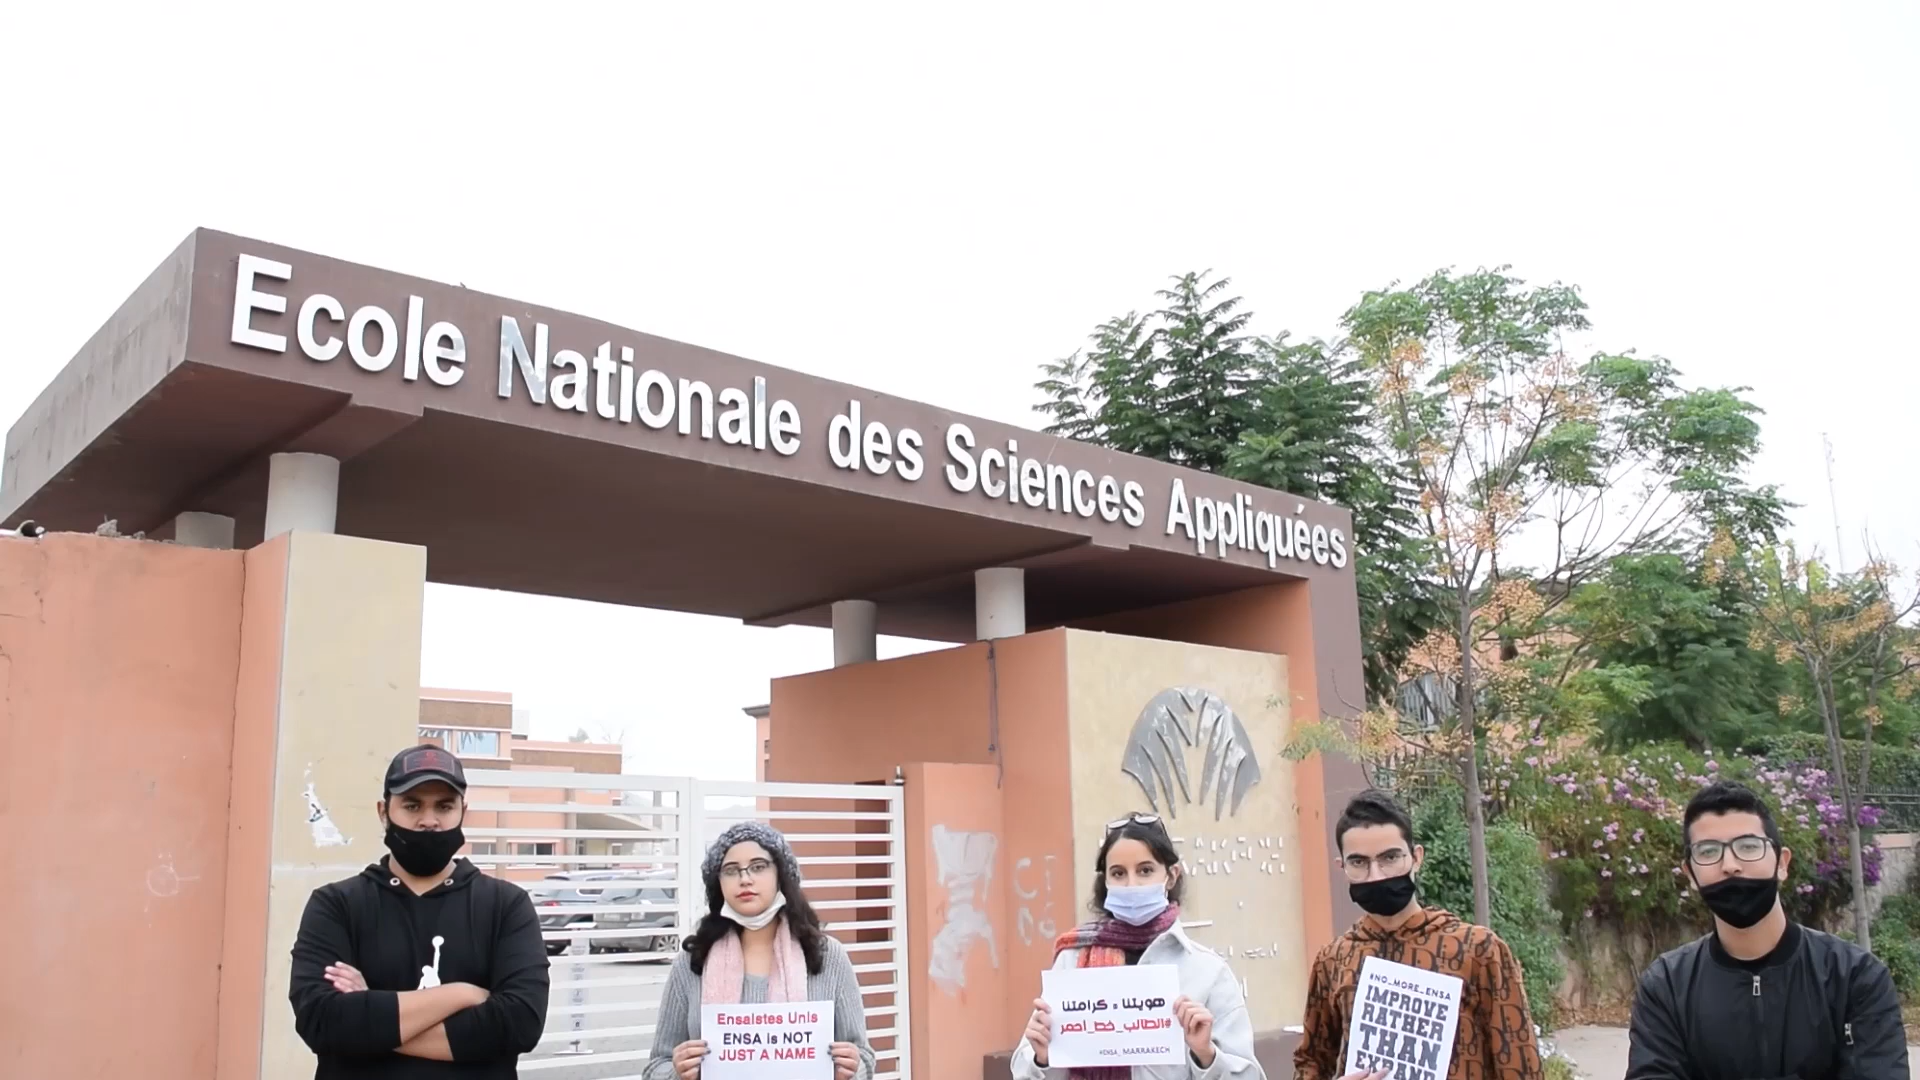 Ecole Nationale des Sciences Appliquées
Ensaistes Unis
ENSA is NOT
JUST A NAME
هويتنا = كرامتنا
#الطالب_خط_احمر
#ENSA_MARRAKECH
#NO_MORE_ENSA
IMPROVE
RATHER
THAN
EXPAND